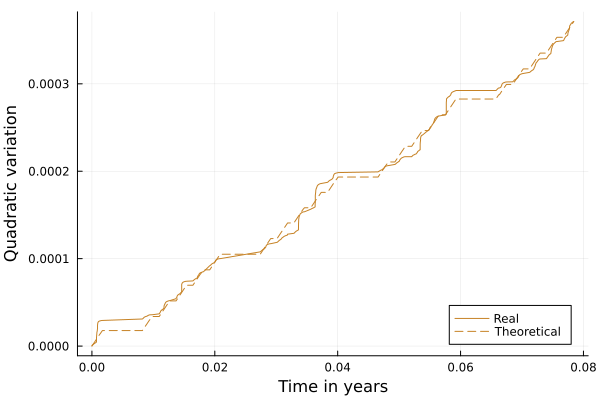 Quadratic variation
0.0003
0.0002
0.0001
0.0000
0.00 0.02 0.04 0.06 0.08
Time in years
Real
Theoretical